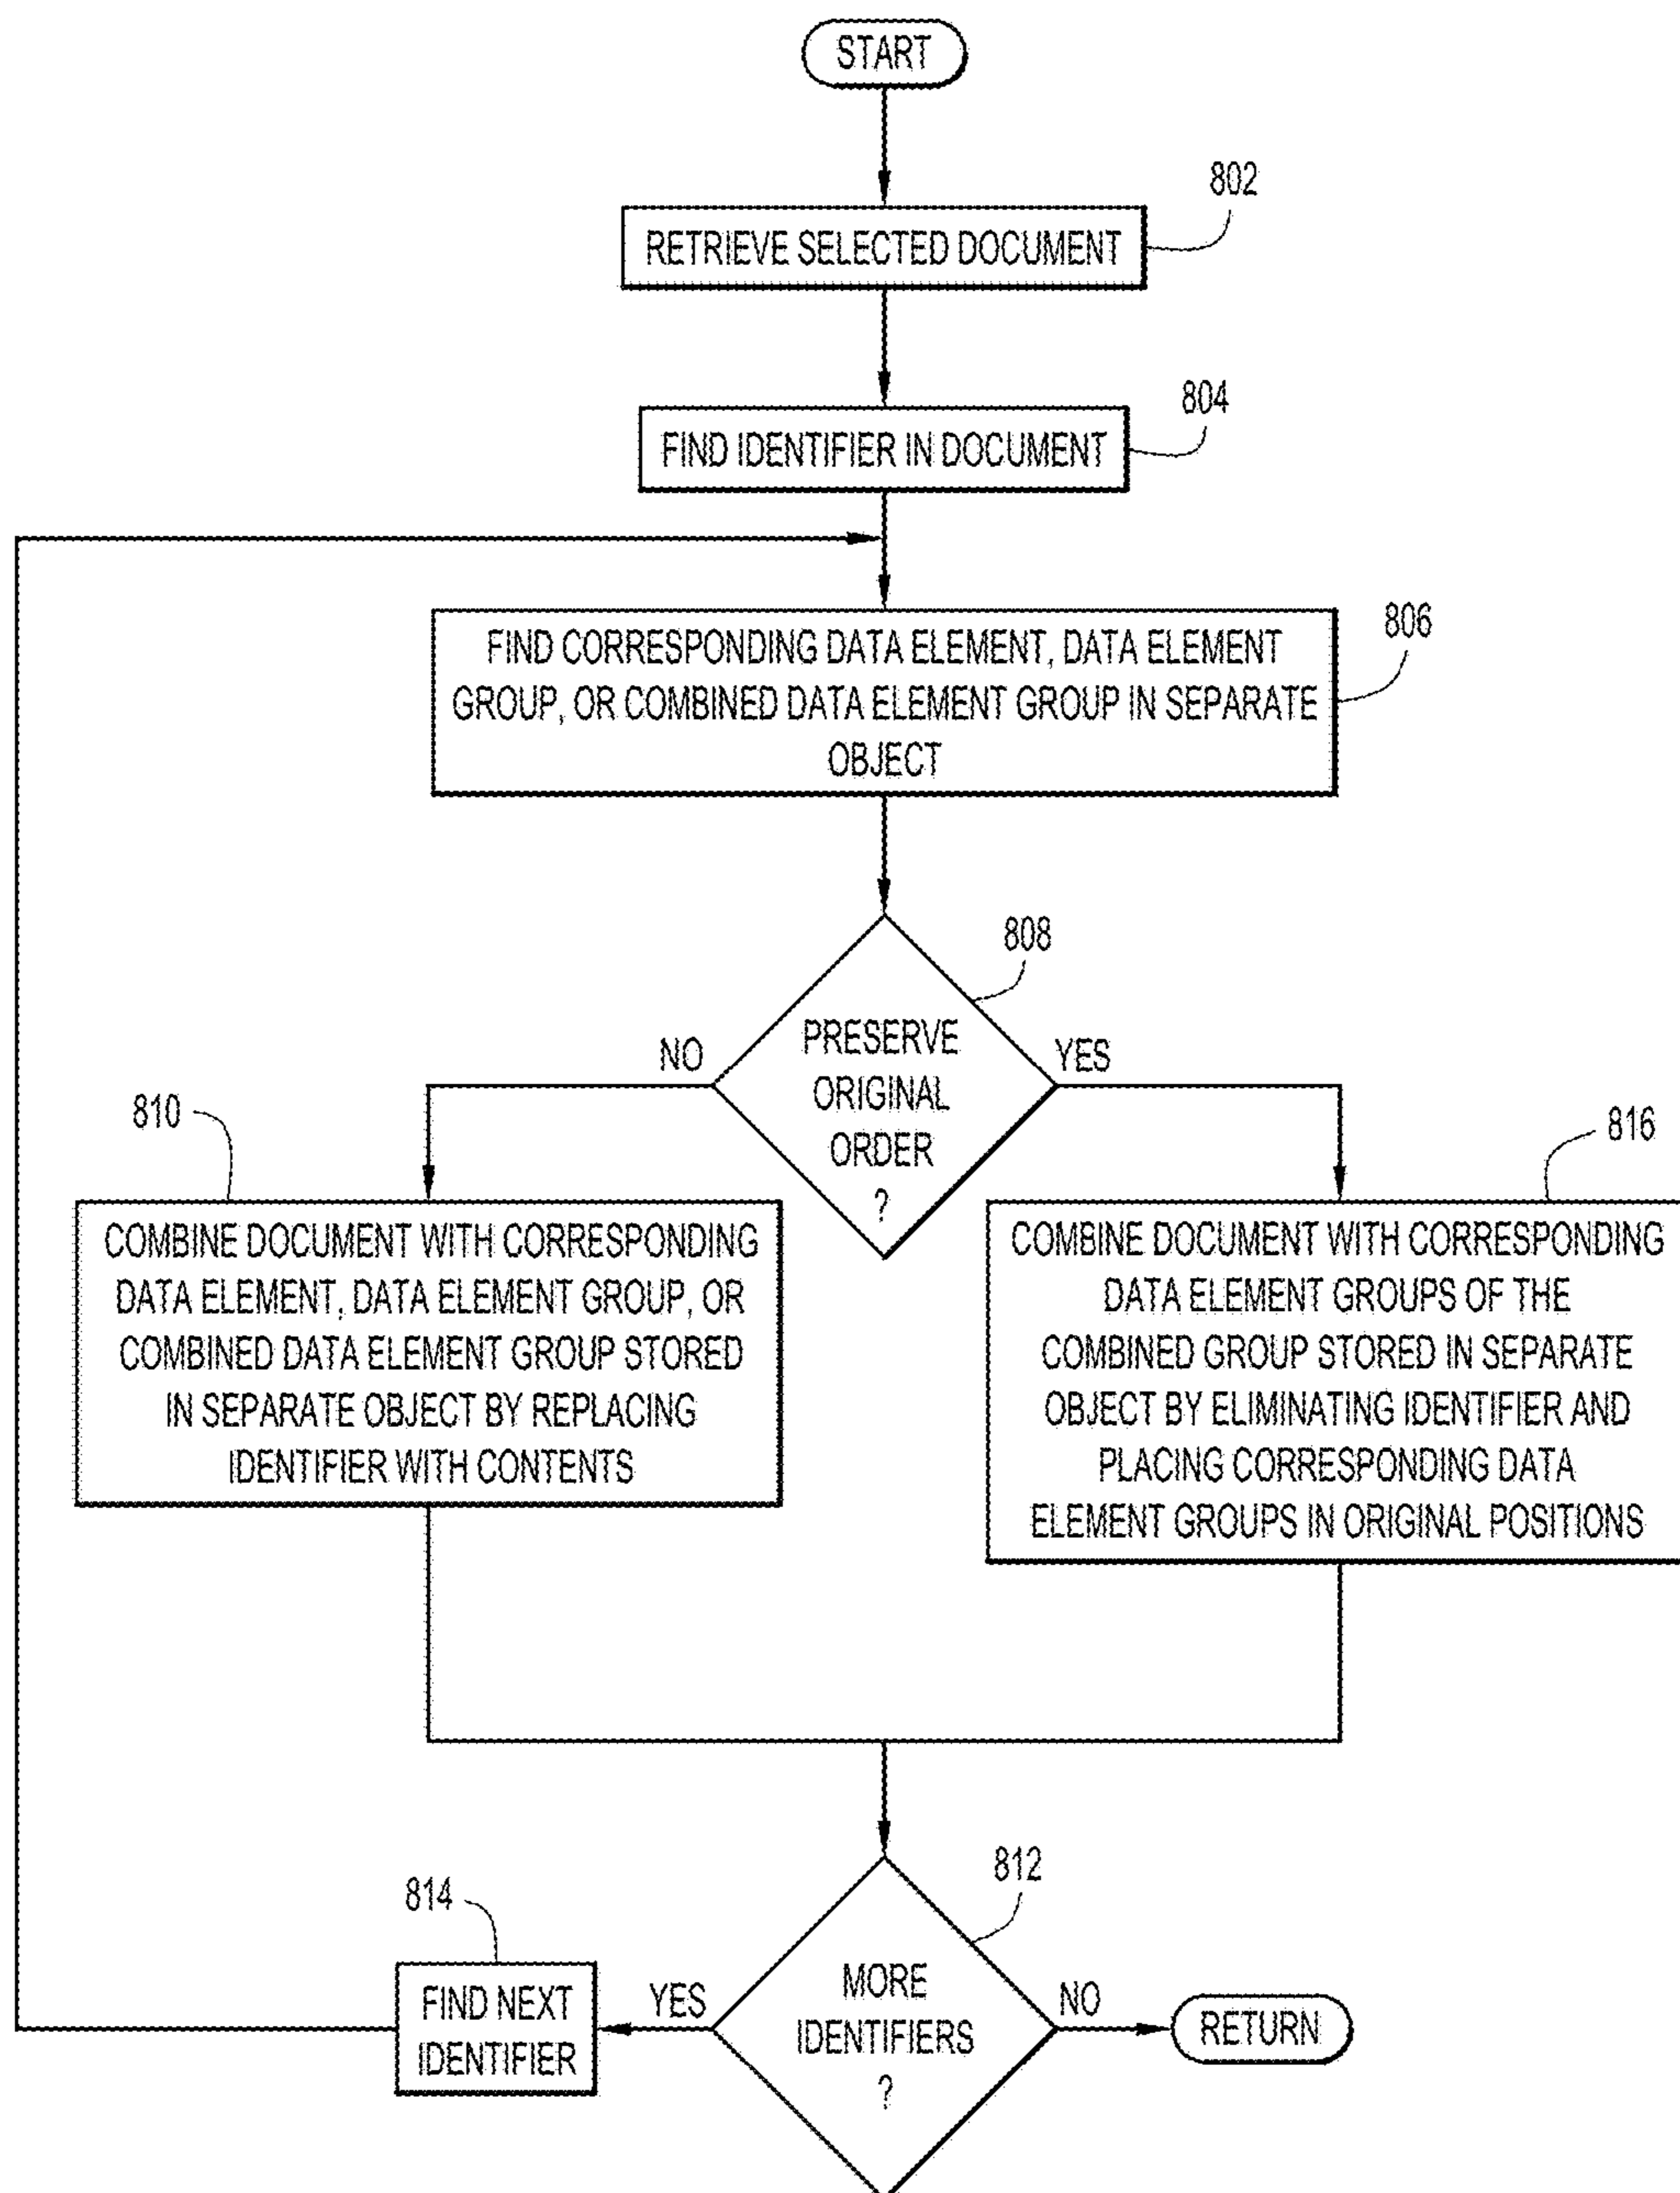 START
802
RETRIEVE SELECTED DOCUMENT
804
FIND IDENTIFIER IN DOCUMENT
806
FIND CORRESPONDING DATA ELEMENT, DATA ELEMENT
GROUP, OR COMBINED DATA ELEMENT GROUP IN SEPARATE
OBJECT
808
PRESERVE
ORIGINAL
ORDER
?
NO
YES
810
COMBINE DOCUMENT WITH CORRESPONDING
DATA ELEMENT, DATA ELEMENT GROUP, OR
COMBINED DATA ELEMENT GROUP STORED
IN SEPARATE OBJECT BY REPLACING
IDENTIFIER WITH CONTENTS
816
COMBINE DOCUMENT WITH CORRESPONDING
DATA ELEMENT GROUPS OF THE
COMBINED GROUP STORED IN SEPARATE
OBJECT BY ELIMINATING IDENTIFIER AND
PLACING CORRESPONDING DATA
ELEMENT GROUPS IN ORIGINAL POSITIONS
812
MORE
IDENTIFIERS
?
YES
NO
814
FIND NEXT
IDENTIFIER
RETURN